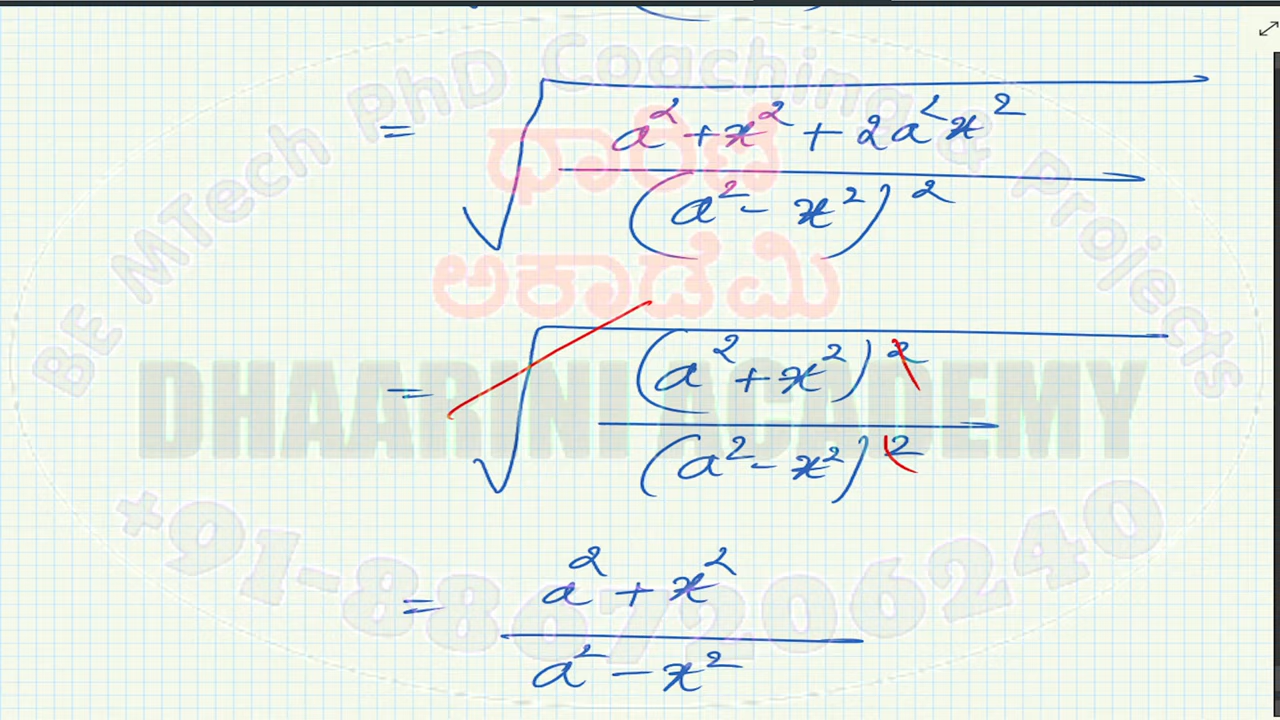 = √((a² + x² + 2a²x²) / (a² - x²)²)
= √((a² + x²)² / (a² - x²)²)
= (a² + x²) / (a² - x²)
BE MTech PhD Coaching & Projects
ಧಾರಿಣಿ
ಅಕಾಡೆಮಿ
DHAARINI ACADEMY
+91-8867206240